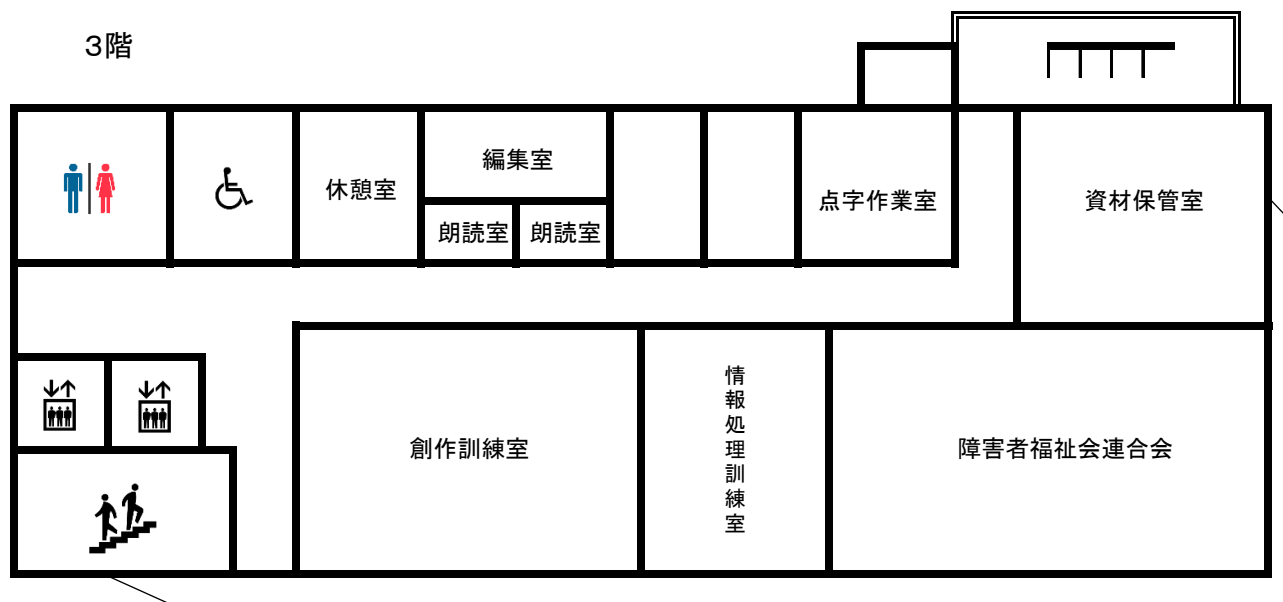 ３階
編集室
休憩室
点字作業室
資材保管室
朗読室
朗読室
創作訓練室
情報処理訓練室
障害者福祉会連合会